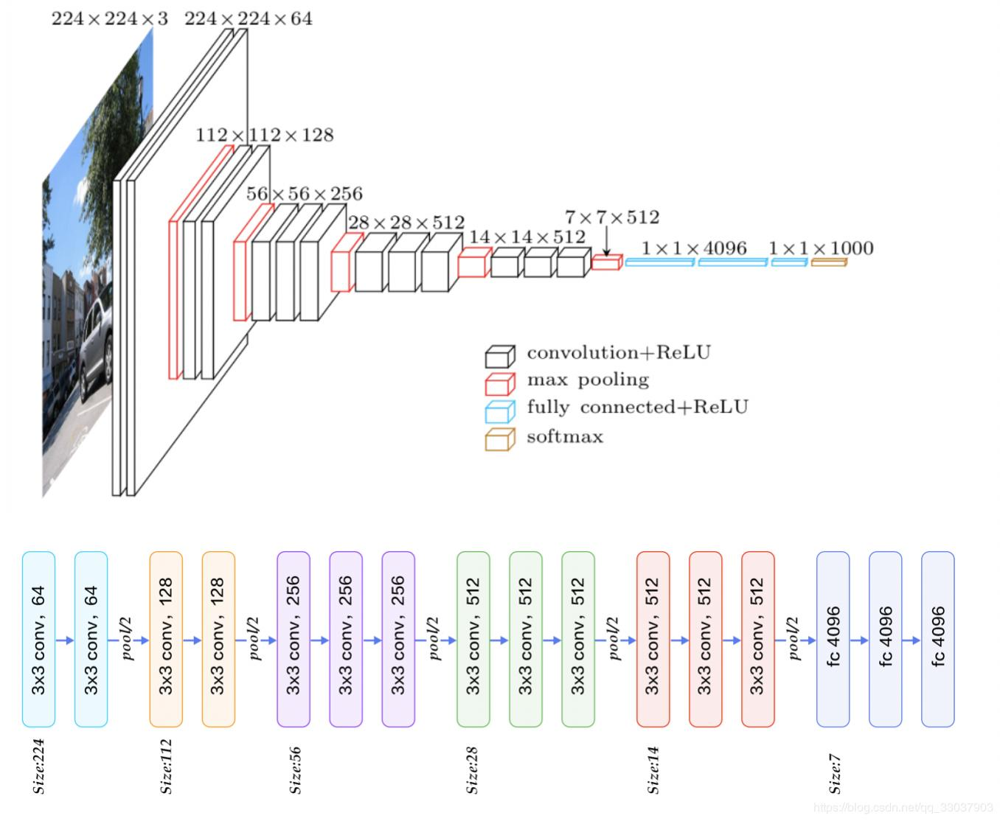 224×224×3 224×224×64
112×112×128
56×56×256
28×28×512
14×14×512
7×7×512
1×1×4096 1×1×1000
convolution+ReLU
max pooling
fully connected+ReLU
softmax
3x3 conv, 64
3x3 conv, 64
pool/2
3x3 conv, 128
3x3 conv, 128
pool/2
3x3 conv, 256
3x3 conv, 256
3x3 conv, 256
pool/2
3x3 conv, 512
3x3 conv, 512
3x3 conv, 512
pool/2
3x3 conv, 512
3x3 conv, 512
3x3 conv, 512
pool/2
fc 4096
fc 4096
fc 4096
Size:224
Size:112
Size:56
Size:28
Size:14
Size:7
https://blog.csdn.net/qq_33037903